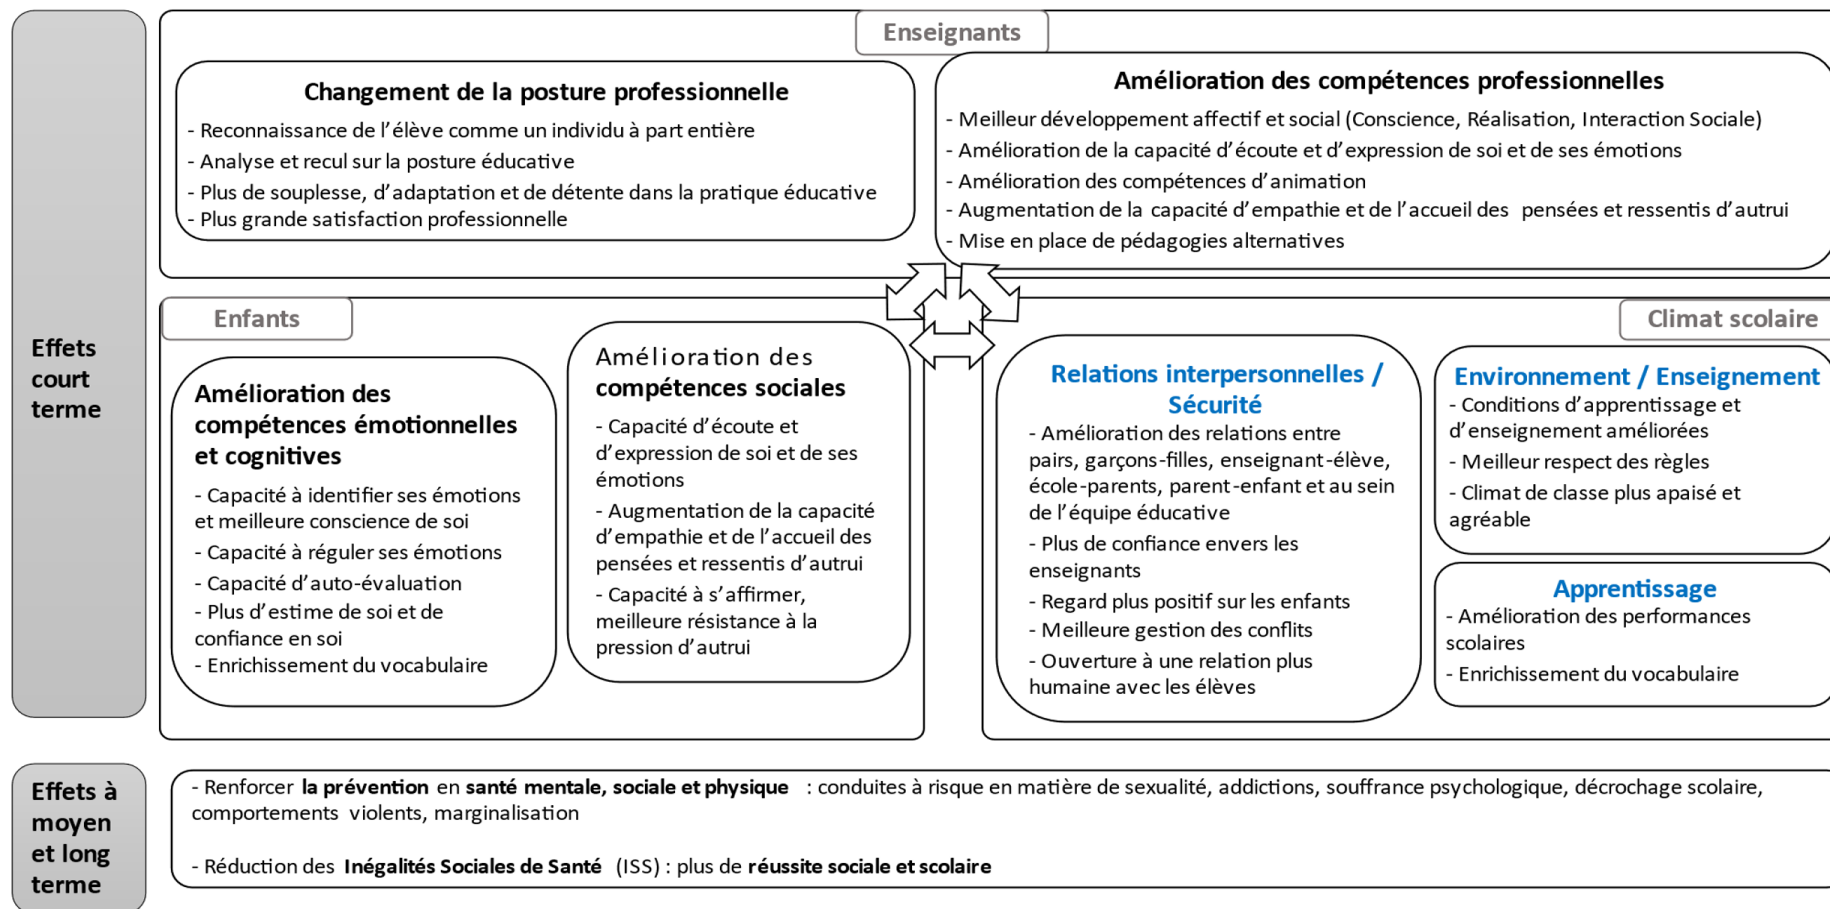 Enseignants
Changement de la posture professionnelle
- Reconnaissance de l'élève comme un individu à part entière
- Analyse et recul sur la posture éducative
- Plus de souplesse, d'adaptation et de détente dans la pratique éducative
- Plus grande satisfaction professionnelle
Amélioration des compétences professionnelles
- Meilleur développement affectif et social (Conscience, Réalisation, Interaction Sociale)
- Amélioration de la capacité d'écoute et d'expression de soi et de ses émotions
- Amélioration des compétences d'animation
- Augmentation de la capacité d'empathie et de l'accueil des pensées et ressentis d'autrui
- Mise en place de pédagogies alternatives
Effets
court
terme
Enfants
Amélioration des
compétences émotionnelles
et cognitives
- Capacité à identifier ses émotions
et meilleure conscience de soi
- Capacité à réguler ses émotions
- Capacité d'auto-évaluation
- Plus d'estime de soi et de
confiance en soi
- Enrichissement du vocabulaire
Amélioration des
compétences sociales
- Capacité d'écoute et
d'expression de soi et de ses
émotions
- Augmentation de la capacité
d'empathie et de l'accueil des
pensées et ressentis d'autrui
- Capacité à s'affirmer,
meilleure résistance à la
pression d'autrui
Climat scolaire
Relations interpersonnelles /
Sécurité
- Amélioration des relations entre
pairs, garçons-filles, enseignant-élève,
école-parents, parent-enfant et au sein
de l'équipe éducative
- Plus de confiance envers les
enseignants
- Regard plus positif sur les enfants
- Meilleure gestion des conflits
- Ouverture à une relation plus
humaine avec les élèves
Environnement / Enseignement
- Conditions d'apprentissage et
d'enseignement améliorées
- Meilleur respect des règles
- Climat de classe plus apaisé et
agréable
Apprentissage
- Amélioration des performances
scolaires
- Enrichissement du vocabulaire
Effets à
moyen
et long
terme
- Renforcer la prévention en santé mentale, sociale et physique : conduites à risque en matière de sexualité, addictions, souffrance psychologique, décrochage scolaire,
comportements violents, marginalisation
- Réduction des Inégalités Sociales de Santé (ISS) : plus de réussite sociale et scolaire